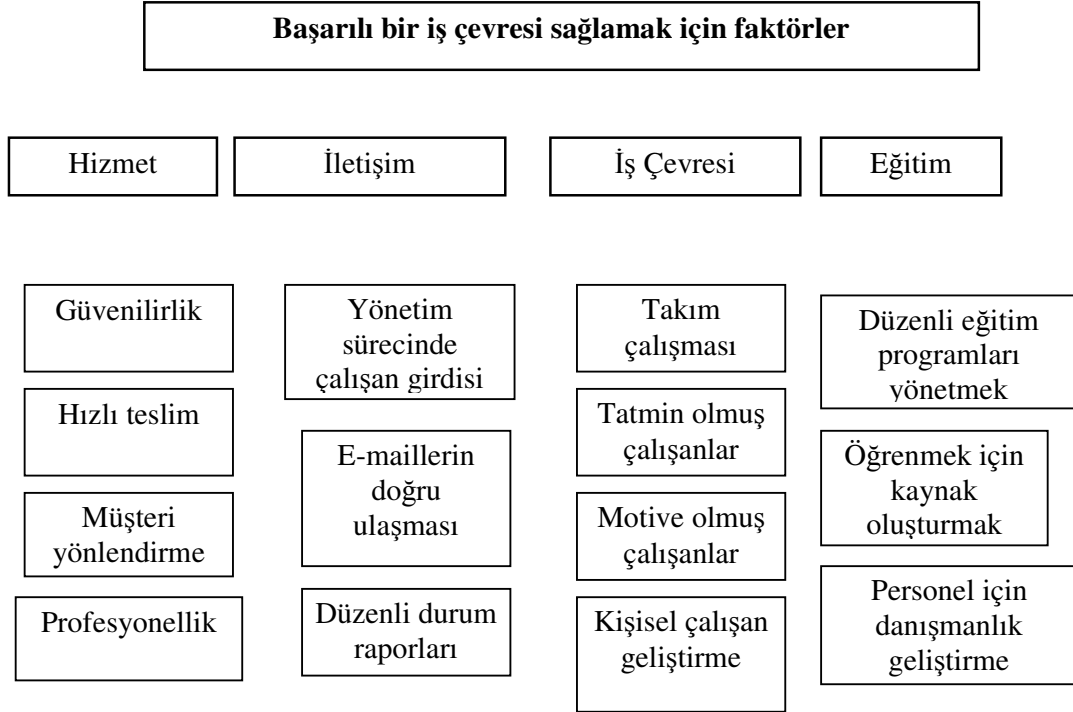 Başarılı bir iş çevresi sağlamak için faktörler
Hizmet
İletişim
İş Çevresi
Eğitim
Güvenilirlik
Hızlı teslim
Müşteri
yönlendirme
Profesyonellik
Yönetim
sürecinde
çalışan girdisi
E-maillerin
doğru
ulaşması
Düzenli durum
raporları
Takım
çalışması
Tatmin olmuş
çalışanlar
Motive olmuş
çalışanlar
Kişisel çalışan
geliştirme
Düzenli eğitim
programları
yönetmek
Öğrenmek için
kaynak
oluşturmak
Personel için
danışmanlık
geliştirme